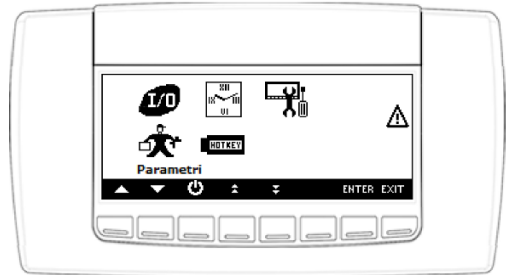 I/O
XII
IX III
VI
HOTKEY
Parametri
ENTER EXIT